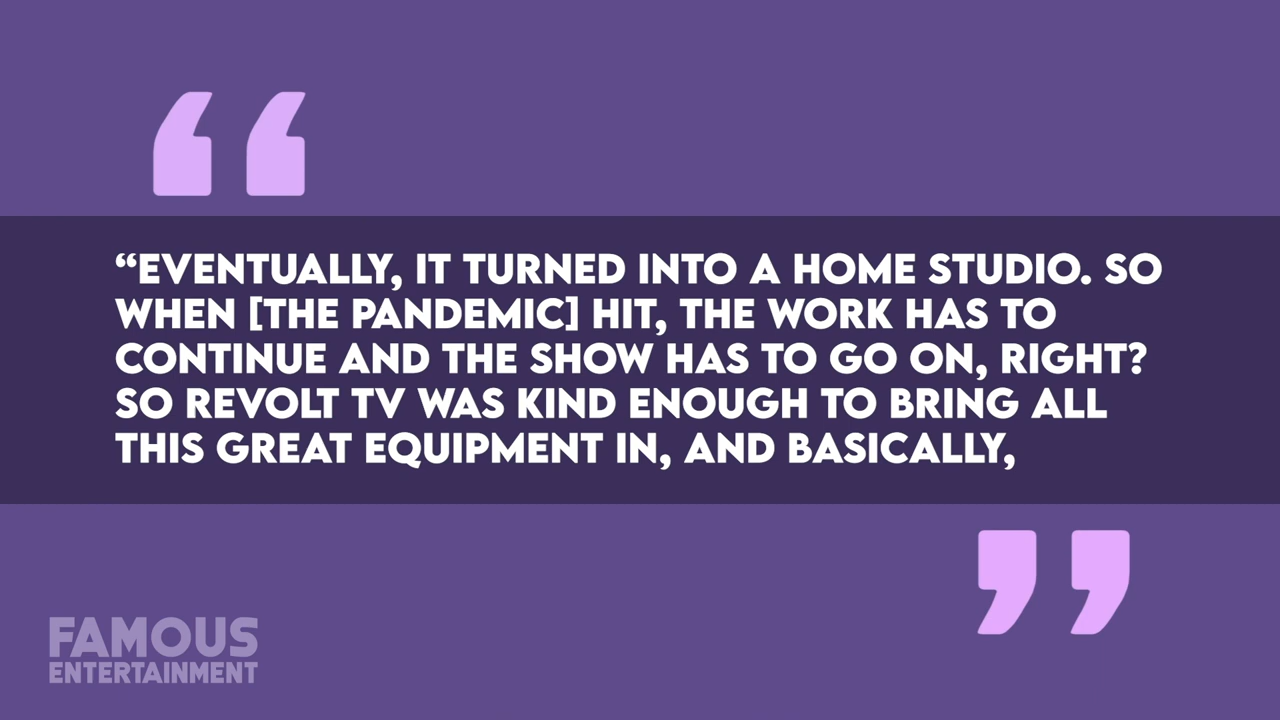 “EVENTUALLY, IT TURNED INTO A HOME STUDIO. SO
WHEN [THE PANDEMIC] HIT, THE WORK HAS TO
CONTINUE AND THE SHOW HAS TO GO ON, RIGHT?
SO REVOLT TV WAS KIND ENOUGH TO BRING ALL
THIS GREAT EQUIPMENT IN, AND BASICALLY,
FAMOUS
ENTERTAINMENT